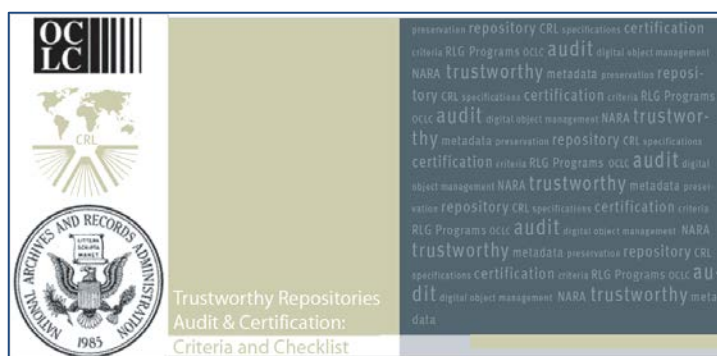 OC
LC
CRL
NATIONAL ARCHIVES AND RECORDS ADMINISTRATION
LITTERA
SCRIPTA
MANET
1985
Trustworthy Repositories
Audit & Certification:
Criteria and Checklist
preservation repository CRL specifications certification
criteria RLG Programs OCLC audit digital object management
NARA trustworthy metadata preservation reposi-
tory CRL specifications certification criteria RLG Programs
OCLC audit digital object management NARA trustwor-
thy metadata preservation repository CRL specifications
certification criteria RLG Programs OCLC audit digital
object management NARA trustworthy metadata preser-
vation repository CRL specifications certification criteria
RLG Programs OCLC audit digital object management NARA
trustworthy metadata preservation repository CRL
specifications certification criteria RLG Programs OCLC au
dit digital object management NARA trustworthy meta
data